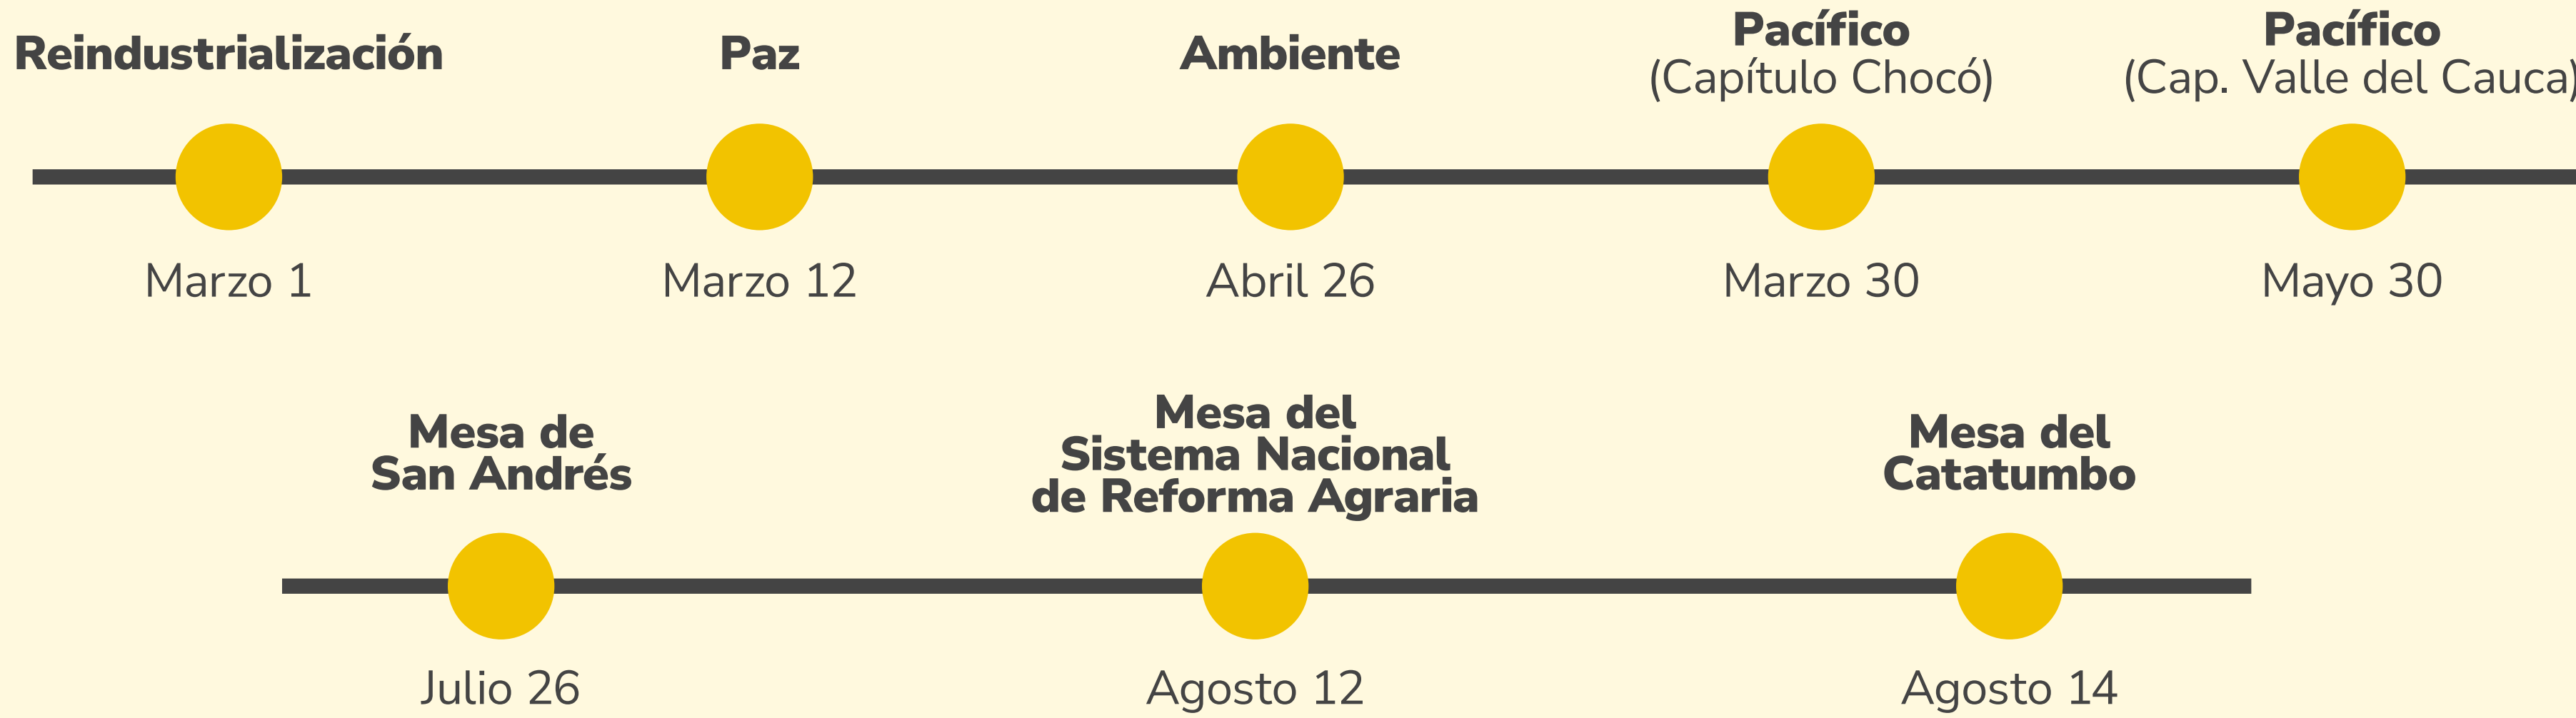 Reindustrialización
Marzo 1
Paz
Marzo 12
Ambiente
Abril 26
Pacífico
(Capítulo Chocó)
Marzo 30
Pacífico
(Cap. Valle del Cauca)
Mayo 30
Mesa de
San Andrés
Julio 26
Mesa del
Sistema Nacional
de Reforma Agraria
Agosto 12
Mesa del
Catatumbo
Agosto 14